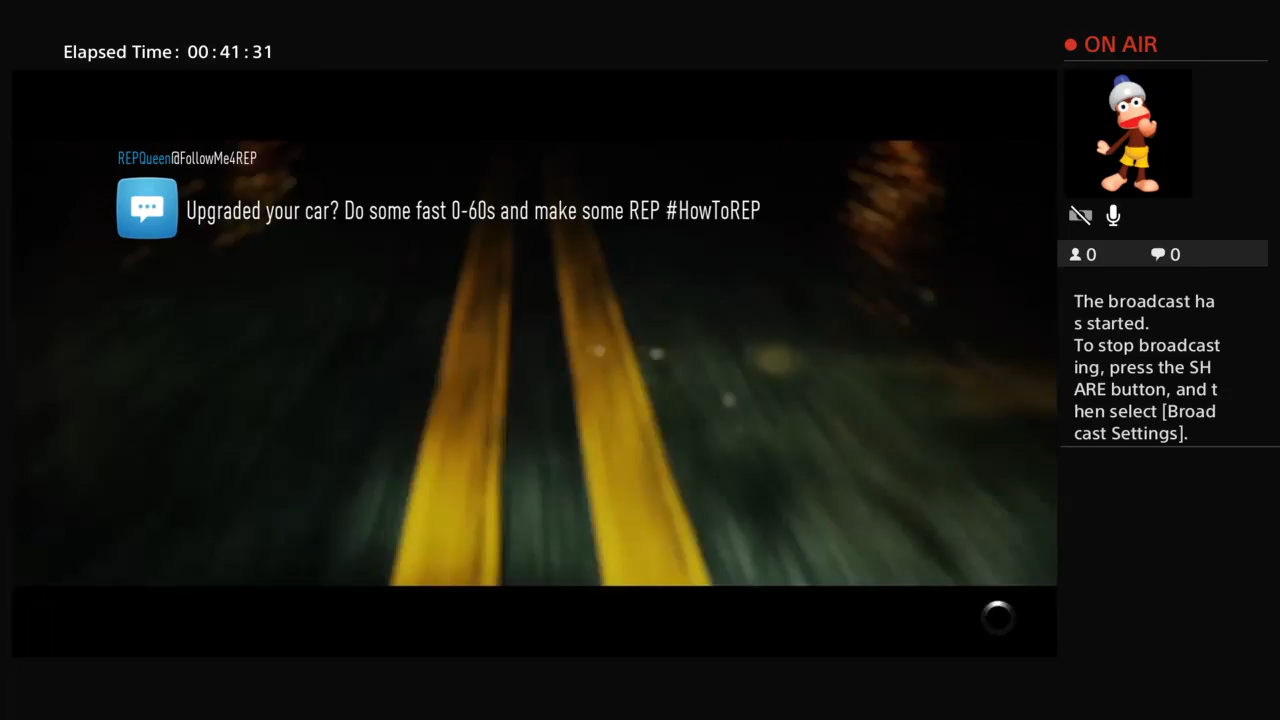 Elapsed Time: 00:41:31
ON AIR
REPQueen@FollowMe4REP
Upgraded your car? Do some fast 0-60s and make some REP #HowToREP
0
0
The broadcast ha
s started.
To stop broadcast
ing, press the SH
ARE button, and t
hen select [Broad
cast Settings].